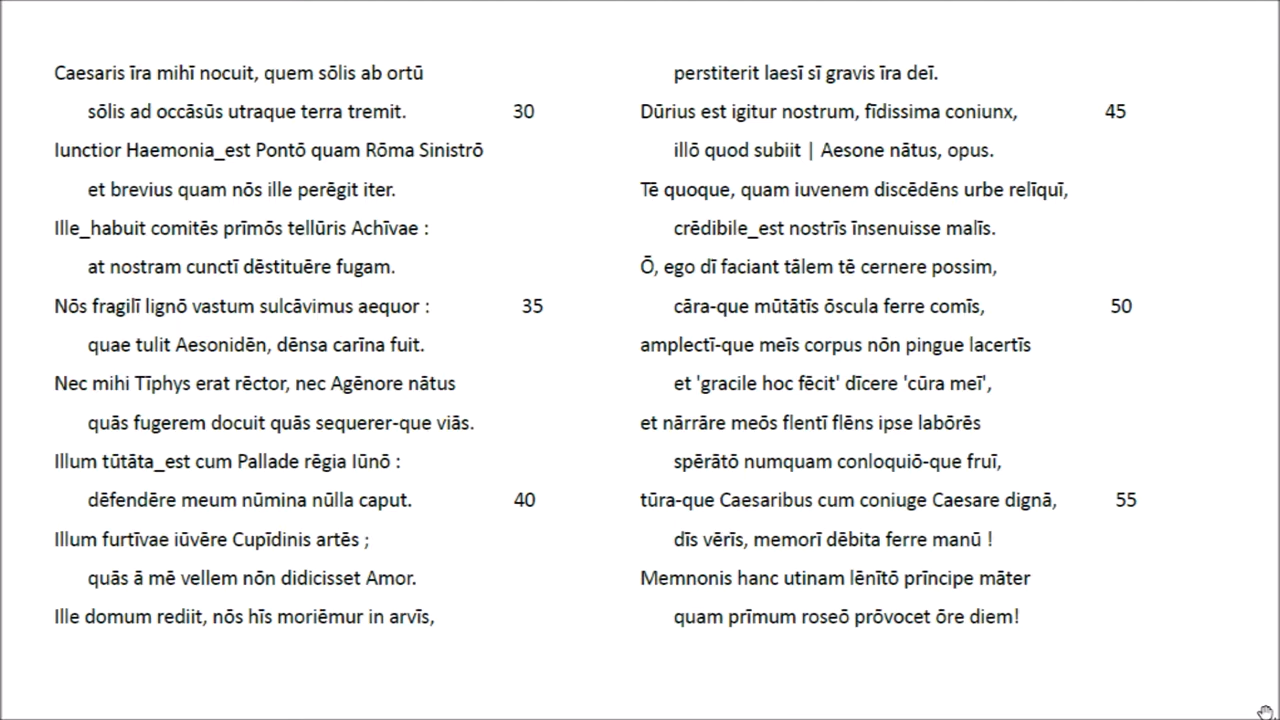 Caesaris īra mihī nocuit, quem sōlis ab ortū
sōlis ad occāsūs utraque terra tremit. 30
Iunctior Haemonia_est Pontō quam Rōma Sinistrō
et brevius quam nōs ille perēgit iter.
Ille_habuit comitēs prīmōs tellūris Achīvae :
at nostram cunctī dēstituēre fugam.
Nōs fragilī lignō vastum sulcāvimus aequor : 35
quae tulit Aesonidēn, dēnsa carīna fuit.
Nec mihi Tīphys erat rēctor, nec Agēnore nātus
quās fugerem docuit quās sequerer-que viās.
Illum tūtāta_est cum Pallade rēgia Iūnō :
dēfendēre meum nūmina nūlla caput. 40
Illum furtīvae iūvēre Cupīdinis artēs ;
quās ā mē vellem nōn didicisset Amor.
Ille domum rediit, nōs hīs moriēmur in arvīs,
perstiterit laesī sī gravis īra deī.
Dūrius est igitur nostrum, fīdissima coniunx, 45
illō quod subiit | Aesone nātus, opus.
Tē quoque, quam iuvenem discēdēns urbe relīquī,
crēdibile_est nostrīs īnsenuisse malīs.
Ō, ego dī faciant tālem tē cernere possim,
cāra-que mūtātīs ōscula ferre comīs, 50
amplectī-que meīs corpus nōn pingue lacertīs
et 'gracile hoc fēcit' dīcere 'cūra meī',
et nārrāre meōs flentī flēns ipse labōrēs
spērātō numquam conloquiō-que fruī,
tūra-que Caesaribus cum coniuge Caesare dignā, 55
dīs vērīs, memorī dēbita ferre manū !
Memnonis hanc utinam lēnītō prīncipe māter
quam prīmum roseō prōvocet ōre diem!